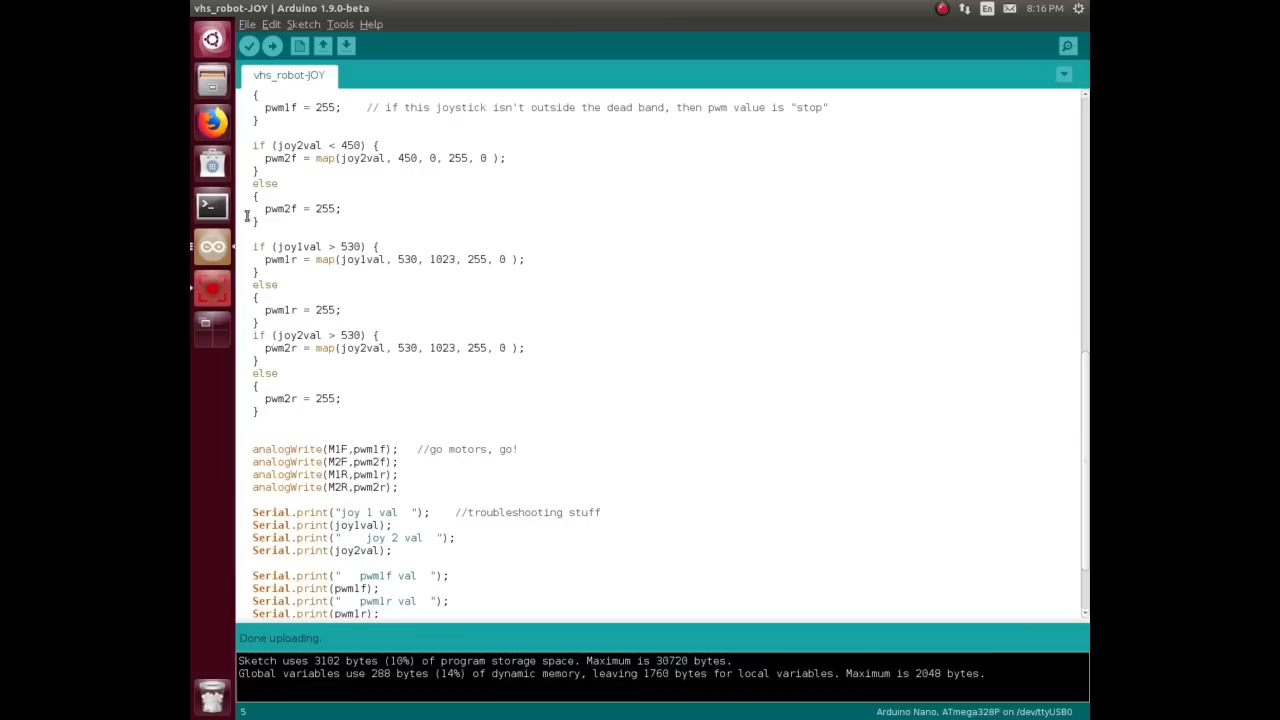 vhs_robot-JOY | Arduino 1.9.0-beta
En
8:16 PM
File Edit Sketch Tools Help
vhs_robot-JOY
{
pwm1f = 255; // if this joystick isn't outside the dead band, then pwm value is "stop"
}
if (joy2val < 450) {
pwm2f = map(joy2val, 450, 0, 255, 0 );
}
else
{
pwm2f = 255;
}
if (joy1val > 530) {
pwm1r = map(joy1val, 530, 1023, 255, 0 );
}
else
{
pwm1r = 255;
}
if (joy2val > 530) {
pwm2r = map(joy2val, 530, 1023, 255, 0 );
}
else
{
pwm2r = 255;
}
analogWrite(M1F,pwm1f); //go motors, go!
analogWrite(M2F,pwm2f);
analogWrite(M1R,pwm1r);
analogWrite(M2R,pwm2r);
Serial.print("joy 1 val  "); //troubleshooting stuff
Serial.print(joy1val);
Serial.print("    joy 2 val  ");
Serial.print(joy2val);
Serial.print("   pwm1f val  ");
Serial.print(pwm1f);
Serial.print("   pwm1r val  ");
Serial.print(pwm1r);
Done uploading.
Sketch uses 3102 bytes (10%) of program storage space. Maximum is 30720 bytes.
Global variables use 288 bytes (14%) of dynamic memory, leaving 1760 bytes for local variables. Maximum is 2048 bytes.
5
Arduino Nano, ATmega328P on /dev/ttyUSB0